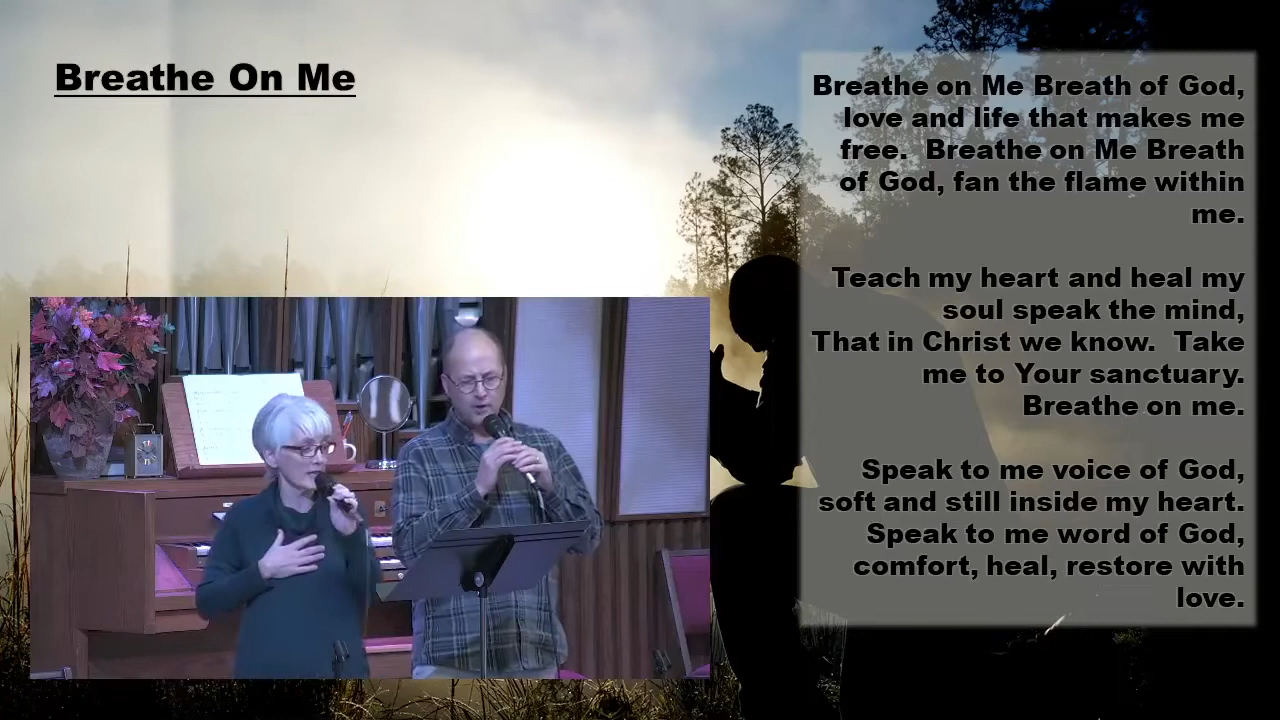 Breathe On Me
Breathe on Me Breath of God,
love and life that makes me
free.  Breathe on Me Breath
of God, fan the flame within
me.
Teach my heart and heal my
soul speak the mind,
That in Christ we know.  Take
me to Your sanctuary.
Breathe on me.
Speak to me voice of God,
soft and still inside my heart.
Speak to me word of God,
comfort, heal, restore with
love.